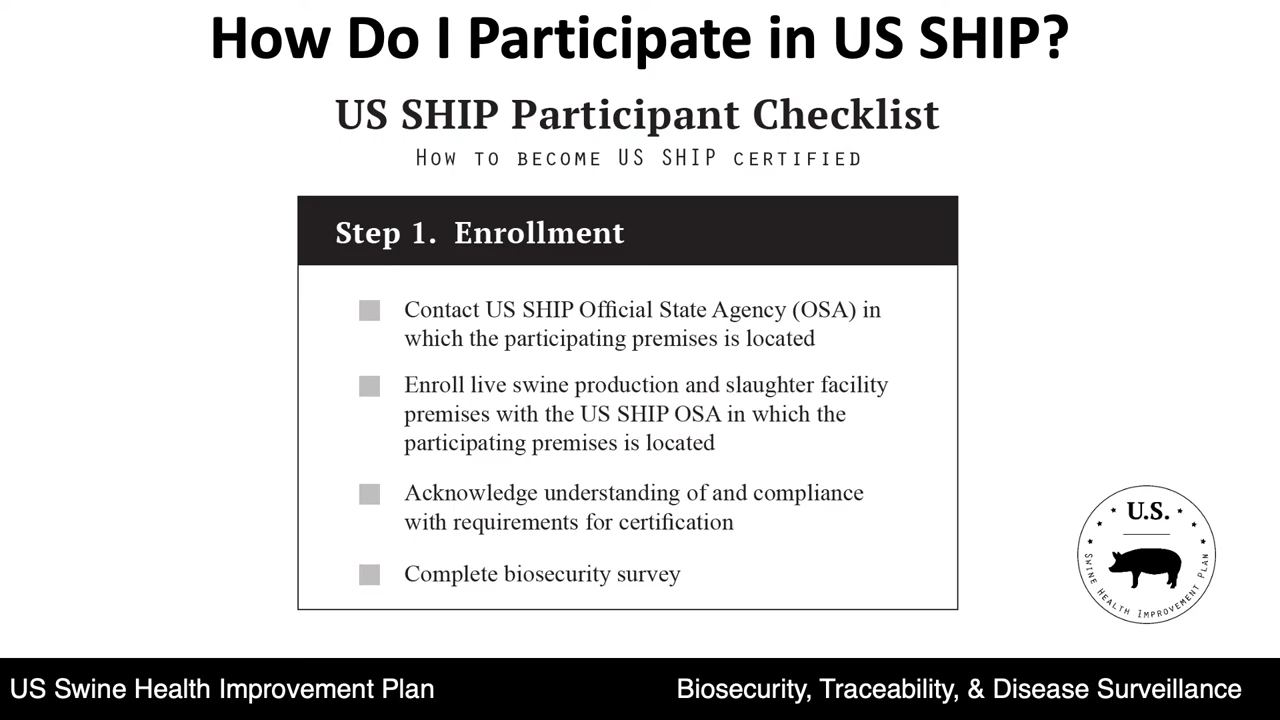 How Do I Participate in US SHIP?
US SHIP Participant Checklist
How to become US SHIP certified
Step 1. Enrollment
Contact US SHIP Official State Agency (OSA) in
which the participating premises is located
Enroll live swine production and slaughter facility
premises with the US SHIP OSA in which the
participating premises is located
Acknowledge understanding of and compliance
with requirements for certification
Complete biosecurity survey
U.S.
Swine Health Improvement Plan
US Swine Health Improvement Plan
Biosecurity, Traceability, & Disease Surveillance